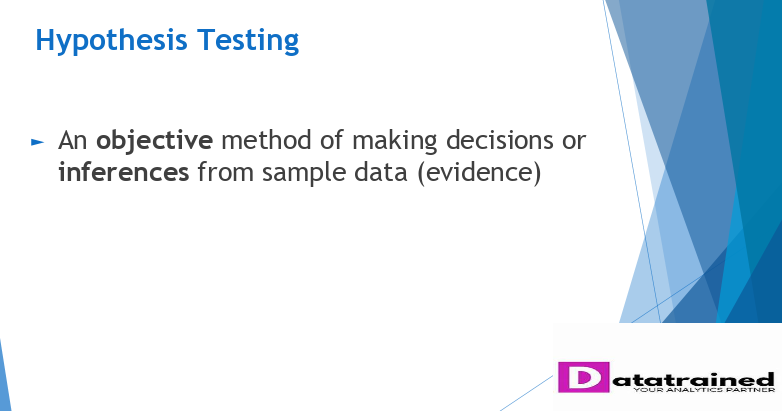 Hypothesis Testing
► An objective method of making decisions or
inferences from sample data (evidence)
Datatrained
YOUR ANALYTICS PARTNER